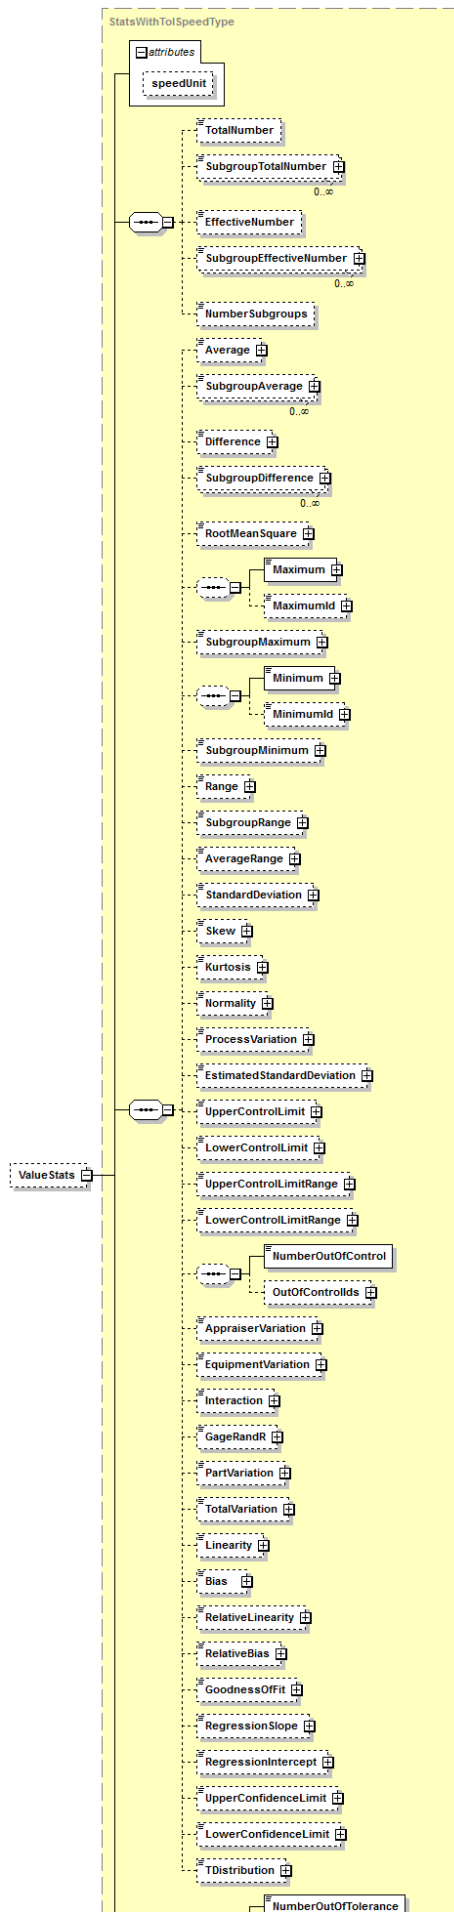 StatsWithTolSpeedType
attributes
speedUnit
TotalNumber
SubgroupTotalNumber
0..∞
EffectiveNumber
SubgroupEffectiveNumber
0..∞
NumberSubgroups
Average
SubgroupAverage
0..∞
Difference
SubgroupDifference
0..∞
RootMeanSquare
Maximum
MaximumId
SubgroupMaximum
Minimum
MinimumId
SubgroupMinimum
Range
SubgroupRange
AverageRange
StandardDeviation
Skew
Kurtosis
Normality
ProcessVariation
EstimatedStandardDeviation
UpperControlLimit
LowerControlLimit
ValueStats
UpperControlLimitRange
LowerControlLimitRange
NumberOutOfControl
OutOfControlIds
AppraiserVariation
EquipmentVariation
Interaction
GageRandR
PartVariation
TotalVariation
Linearity
Bias
RelativeLinearity
RelativeBias
GoodnessOfFit
RegressionSlope
RegressionIntercept
UpperConfidenceLimit
LowerConfidenceLimit
TDistribution
NumberOutOfTolerance